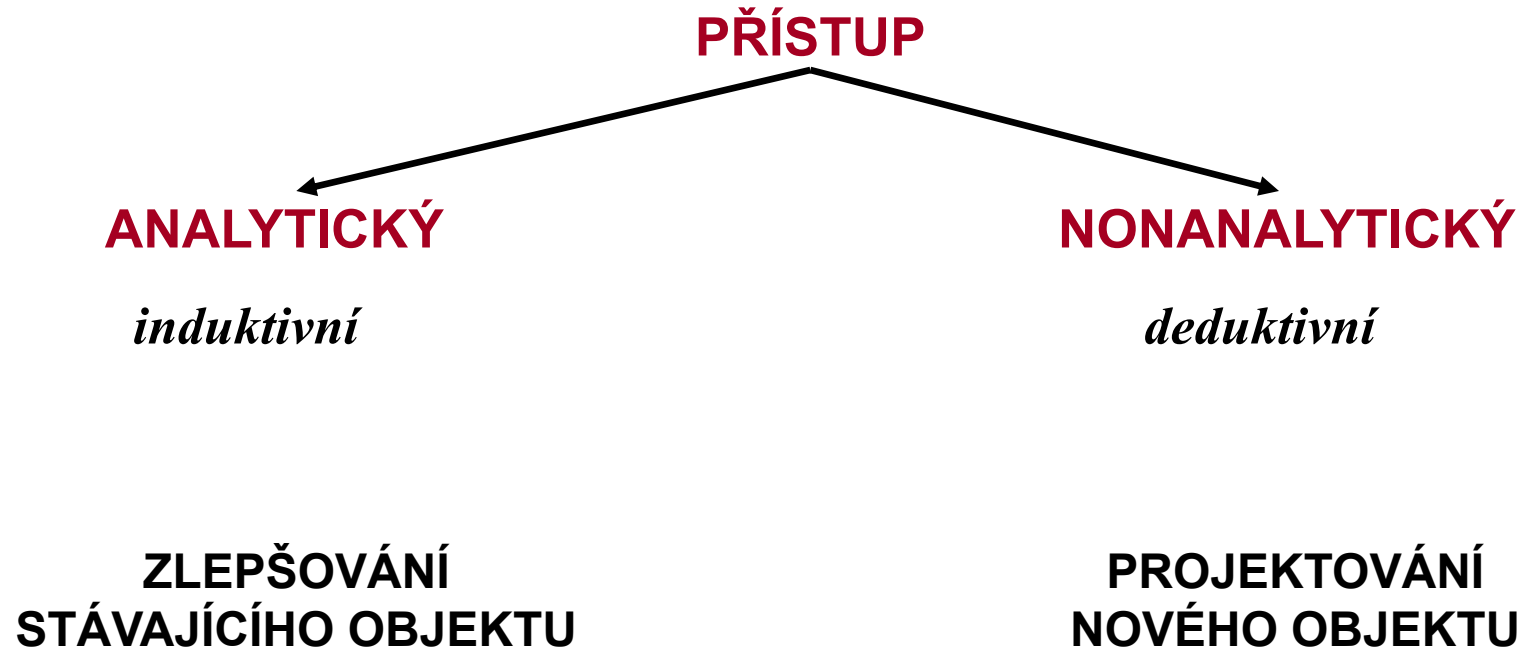 PŘÍSTUP
ANALYTICKÝ
NONANALYTICKÝ
induktivní
deduktivní
ZLEPŠOVÁNÍ
STÁVAJÍCÍHO OBJEKTU
PROJEKTOVÁNÍ
NOVÉHO OBJEKTU